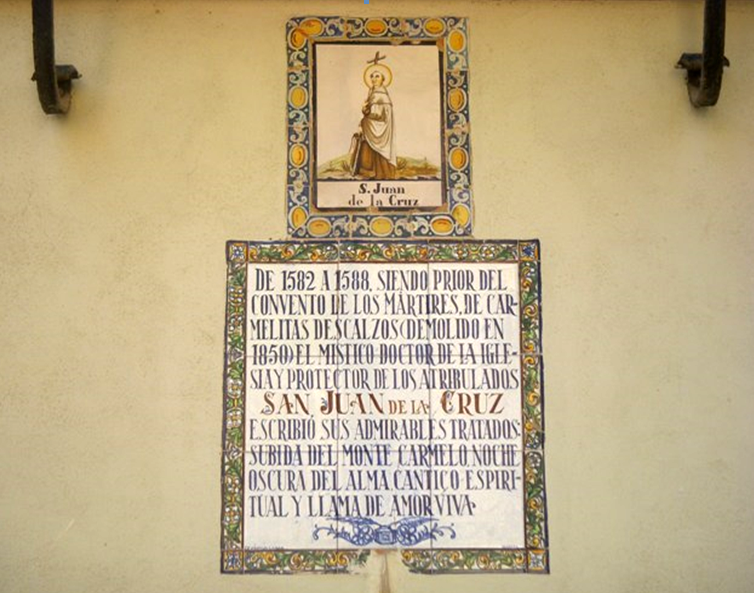 S. Juan
de la Cruz
DE 1582 A 1588, SIENDO PRIOR DEL
CONVENTO DE LOS MÁRTIRES, DE CAR-
MELITAS DESCALZOS (DEMOLIDO EN
1850) EL MISTICO DOCTOR DE LA IGLE-
SIA Y PROTECTOR DE LOS ATRIBULADOS
SAN JUAN DE LA CRUZ
ESCRIBIÓ SUS ADMIRABLES TRATADOS:
SUBIDA DEL MONTE CARMELO, NOCHE
OSCURA DEL ALMA, CANTICO ESPIRI-
TUAL Y LLAMA DE AMOR VIVA